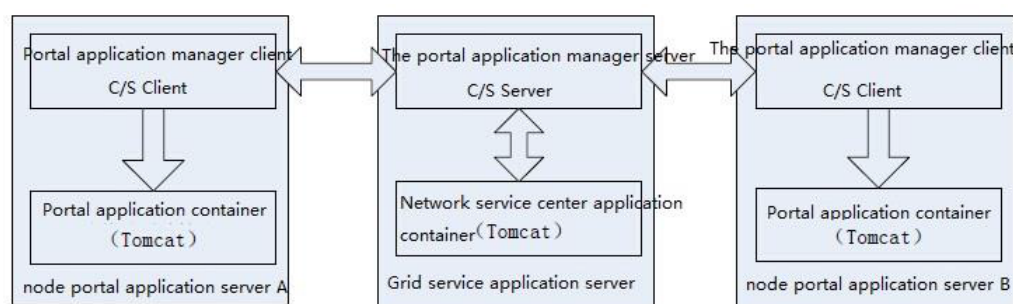 Portal application manager client
C/S Client
Portal application container
（Tomcat）
node portal application server A
The portal application manager server
C/S Server
Network service center application
container（Tomcat）
Grid service application server
The portal application manager client
C/S Client
Portal application container
（Tomcat）
node portal application server B